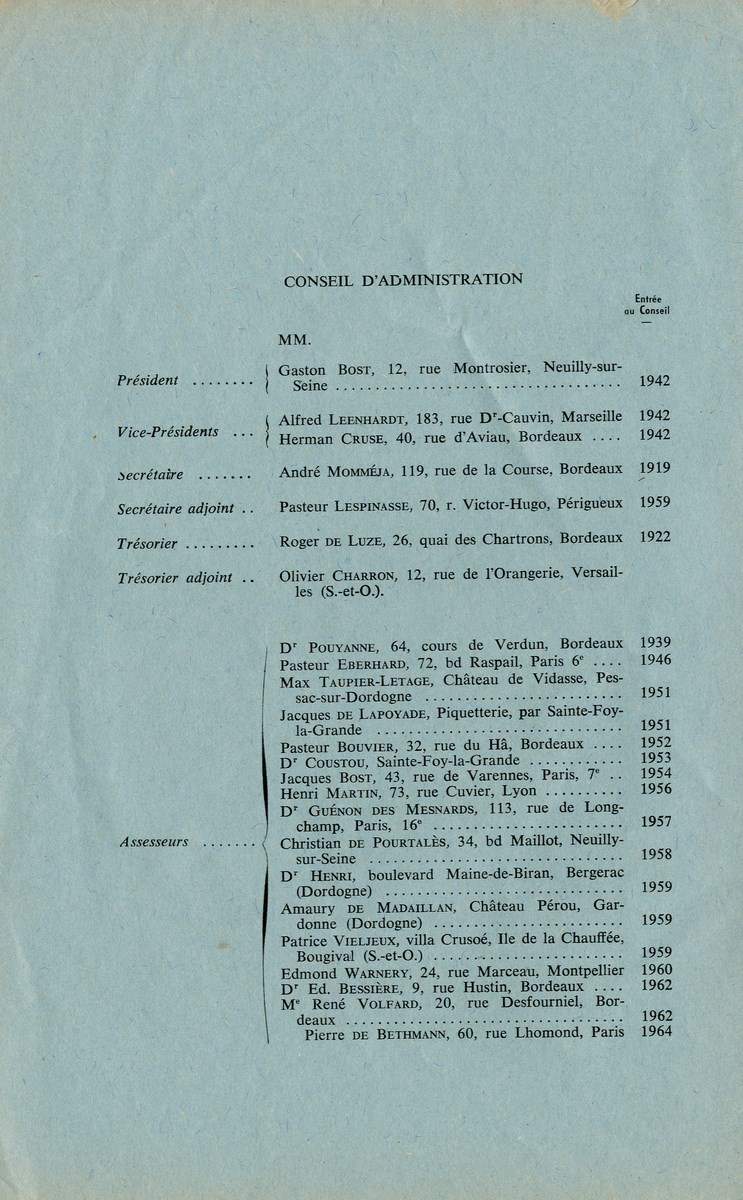 CONSEIL D'ADMINISTRATION
Entrée
au Conseil
MM.
Président ........ Gaston BOST, 12, rue Montrosier, Neuilly-sur-
Seine .................................... 1942
Vice-Présidents ... Alfred LEENHARDT, 183, rue Dr-Cauvin, Marseille 1942
Herman CRUSE, 40, rue d'Aviau, Bordeaux .... 1942
Secrétaire ....... André MOMMÉJA, 119, rue de la Course, Bordeaux 1919
Secrétaire adjoint .. Pasteur LESPINASSE, 70, r. Victor-Hugo, Périgueux 1959
Trésorier ......... Roger DE LUZE, 26, quai des Chartrons, Bordeaux 1922
Trésorier adjoint .. Olivier CHARRON, 12, rue de l'Orangerie, Versail-
les (S.-et-O.).
Dr POUYANNE, 64, cours de Verdun, Bordeaux 1939
Pasteur EBERHARD, 72, bd Raspail, Paris 6e .... 1946
Max TAUPIER-LETAGE, Château de Vidasse, Pes-
sac-sur-Dordogne ......................... 1951
Jacques DE LAPOYADE, Piquetterie, par Sainte-Foy-
la-Grande ............................... 1951
Pasteur BOUVIER, 32, rue du Hâ, Bordeaux .... 1952
Dr COUSTOU, Sainte-Foy-la-Grande ............ 1953
Jacques BOST, 43, rue de Varennes, Paris, 7e .. 1954
Henri MARTIN, 73, rue Cuvier, Lyon .......... 1956
Dr GUÉNON DES MESNARDS, 113, rue de Long-
champ, Paris, 16e ........................ 1957
Assesseurs ....... Christian DE POURTALÈS, 34, bd Maillot, Neuilly-
sur-Seine ................................ 1958
Dr HENRI, boulevard Maine-de-Biran, Bergerac
(Dordogne) .............................. 1959
Amaury DE MADAILLAN, Château Pérou, Gar-
donne (Dordogne) ........................ 1959
Patrice VIELJEUX, villa Crusoé, Ile de la Chauffée,
Bougival (S.-et-O.) ........................ 1959
Edmond WARNERY, 24, rue Marceau, Montpellier 1960
Dr Ed. BESSIÈRE, 9, rue Hustin, Bordeaux .... 1962
Me René VOLFARD, 20, rue Desfourniel, Bor-
deaux ................................... 1962
Pierre DE BETHMANN, 60, rue Lhomond, Paris 1964